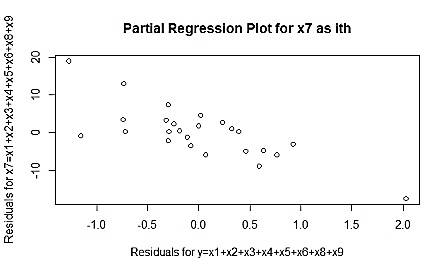 Partial Regression Plot for x7 as lth
Residuals for x7=x1+x2+x3+x4+x5+x6+x8+x9
20
10
0
-10
-1.0 -0.5 0.0 0.5 1.0 1.5 2.0
Residuals for y=x1+x2+x3+x4+x5+x6+x8+x9